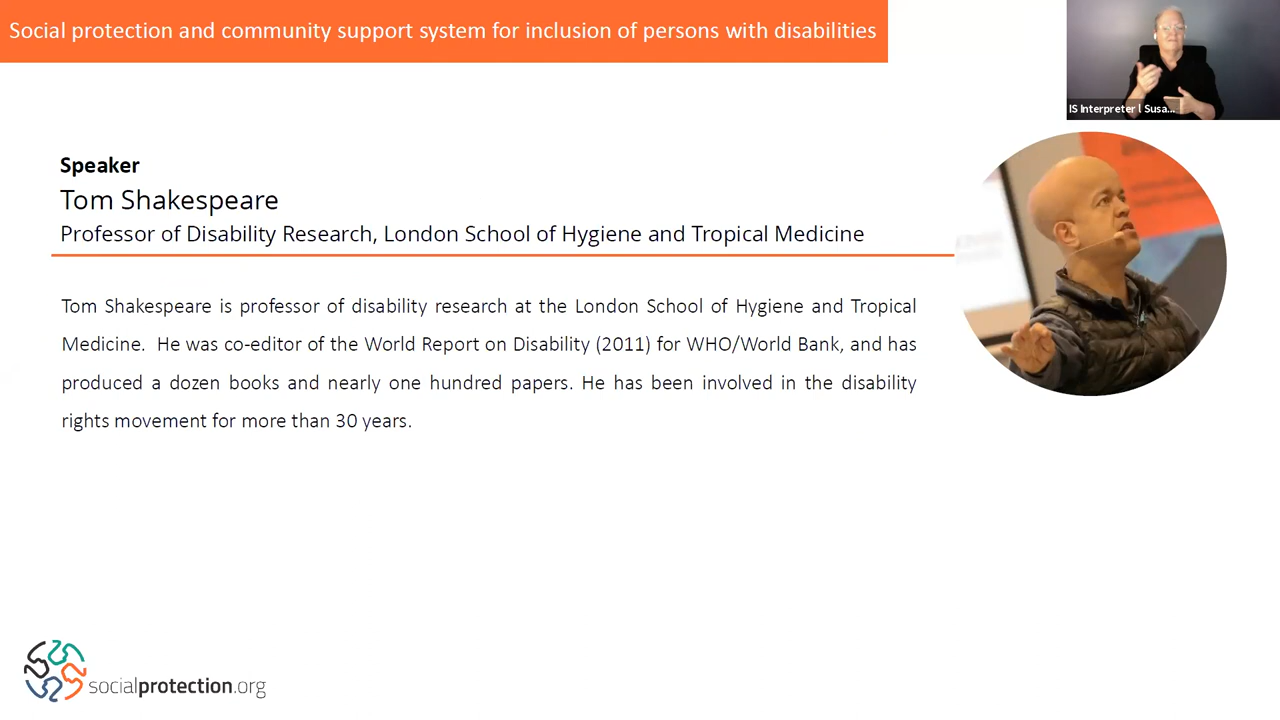 Social protection and community support system for inclusion of persons with disabilities
IS Interpreter l Susa...
Speaker
Tom Shakespeare
Professor of Disability Research, London School of Hygiene and Tropical Medicine
Tom Shakespeare is professor of disability research at the London School of Hygiene and Tropical
Medicine. He was co-editor of the World Report on Disability (2011) for WHO/World Bank, and has
produced a dozen books and nearly one hundred papers. He has been involved in the disability
rights movement for more than 30 years.
socialprotection.org